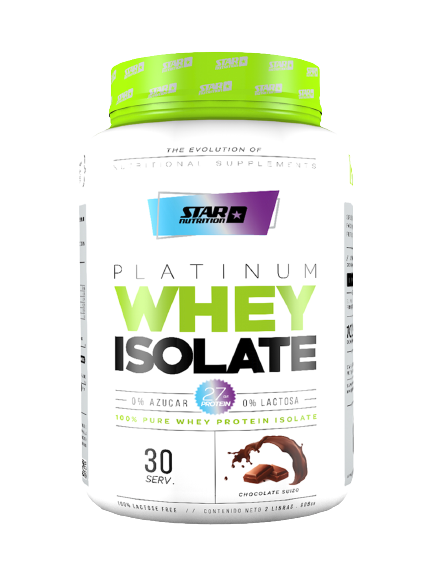 THE EVOLUTION OF
NUTRITIONAL SUPPLEMENTS
STAR
NUTRITION
PLATINUM
WHEY
ISOLATE
0% AZUCAR
27
PROTEIN
0% LACTOSA
100% PURE WHEY PROTEIN ISOLATE
30
SERV.
CHOCOLATE SUIZO
100% LACTOSE FREE // CONTENIDO NETO 2 LIBRAS.